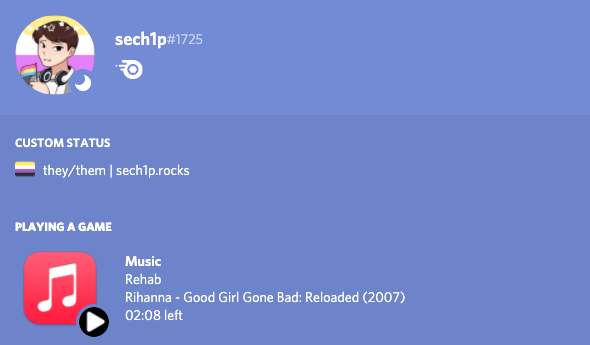 sech1p#1725
CUSTOM STATUS
they/them | sech1p.rocks
PLAYING A GAME
Music
Rehab
Rihanna - Good Girl Gone Bad: Reloaded (2007)
02:08 left